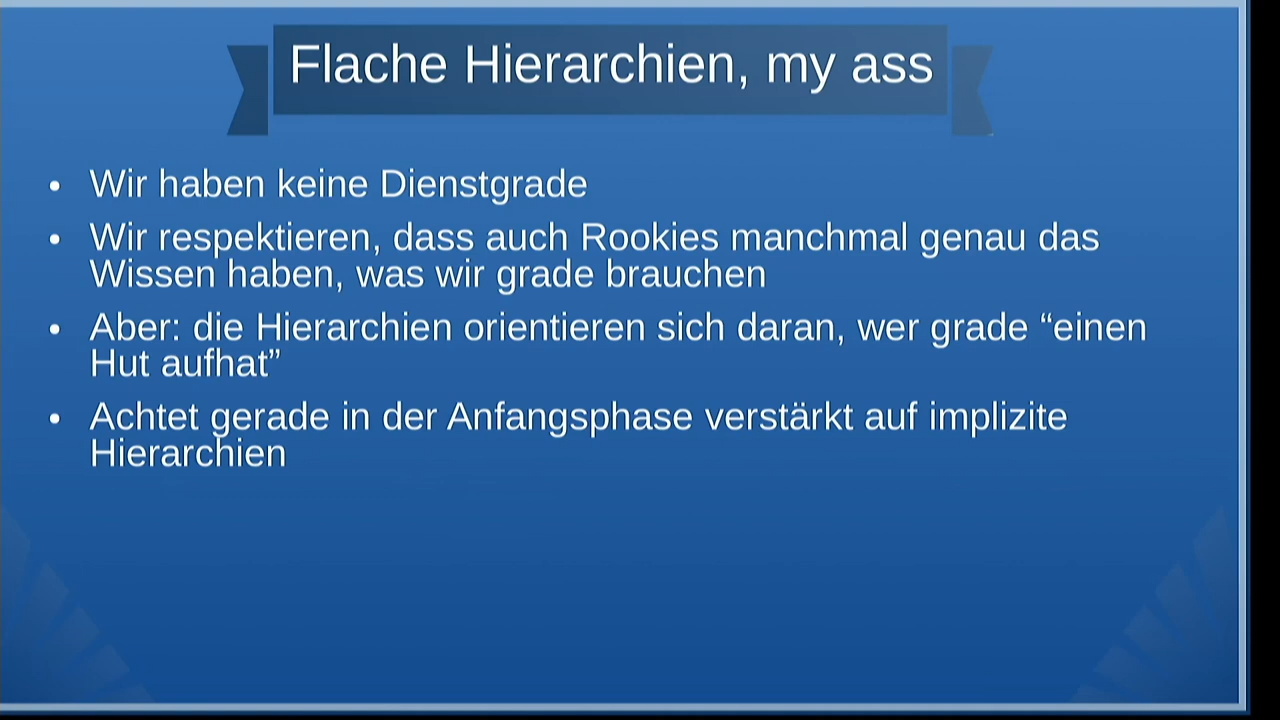 Flache Hierarchien, my ass
• Wir haben keine Dienstgrade
• Wir respektieren, dass auch Rookies manchmal genau das
Wissen haben, was wir grade brauchen
• Aber: die Hierarchien orientieren sich daran, wer grade “einen
Hut aufhat”
• Achtet gerade in der Anfangsphase verstärkt auf implizite
Hierarchien